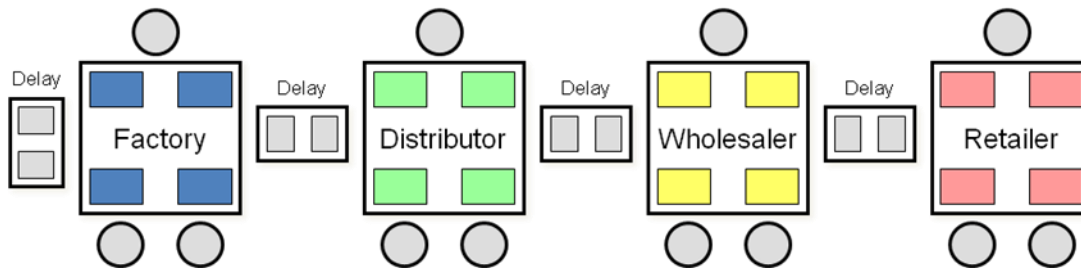 Delay
Factory
Delay
Distributor
Delay
Wholesaler
Delay
Retailer